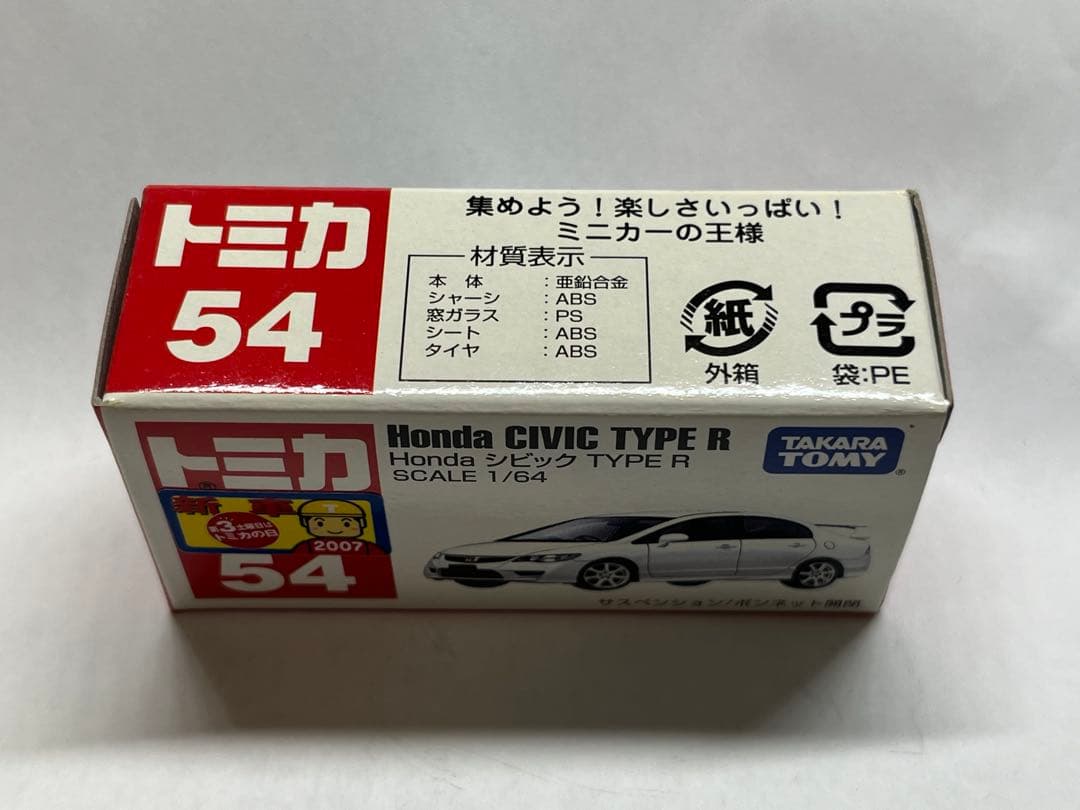 トミカ
54
集めよう！楽しさいっぱい！
ミニカーの王様
材質表示
本 体 : 亜鉛合金
シャーシ : ABS
窓ガラス : PS
シート : ABS
タイヤ : ABS
紙
外箱
プラ
袋:PE
トミカ®
新車
第3土曜日は
トミカの日
T
2007
54
Honda CIVIC TYPE R
Honda シビック TYPE R
SCALE 1/64
TAKARA
TOMY®
サスペンション/ボンネット開閉